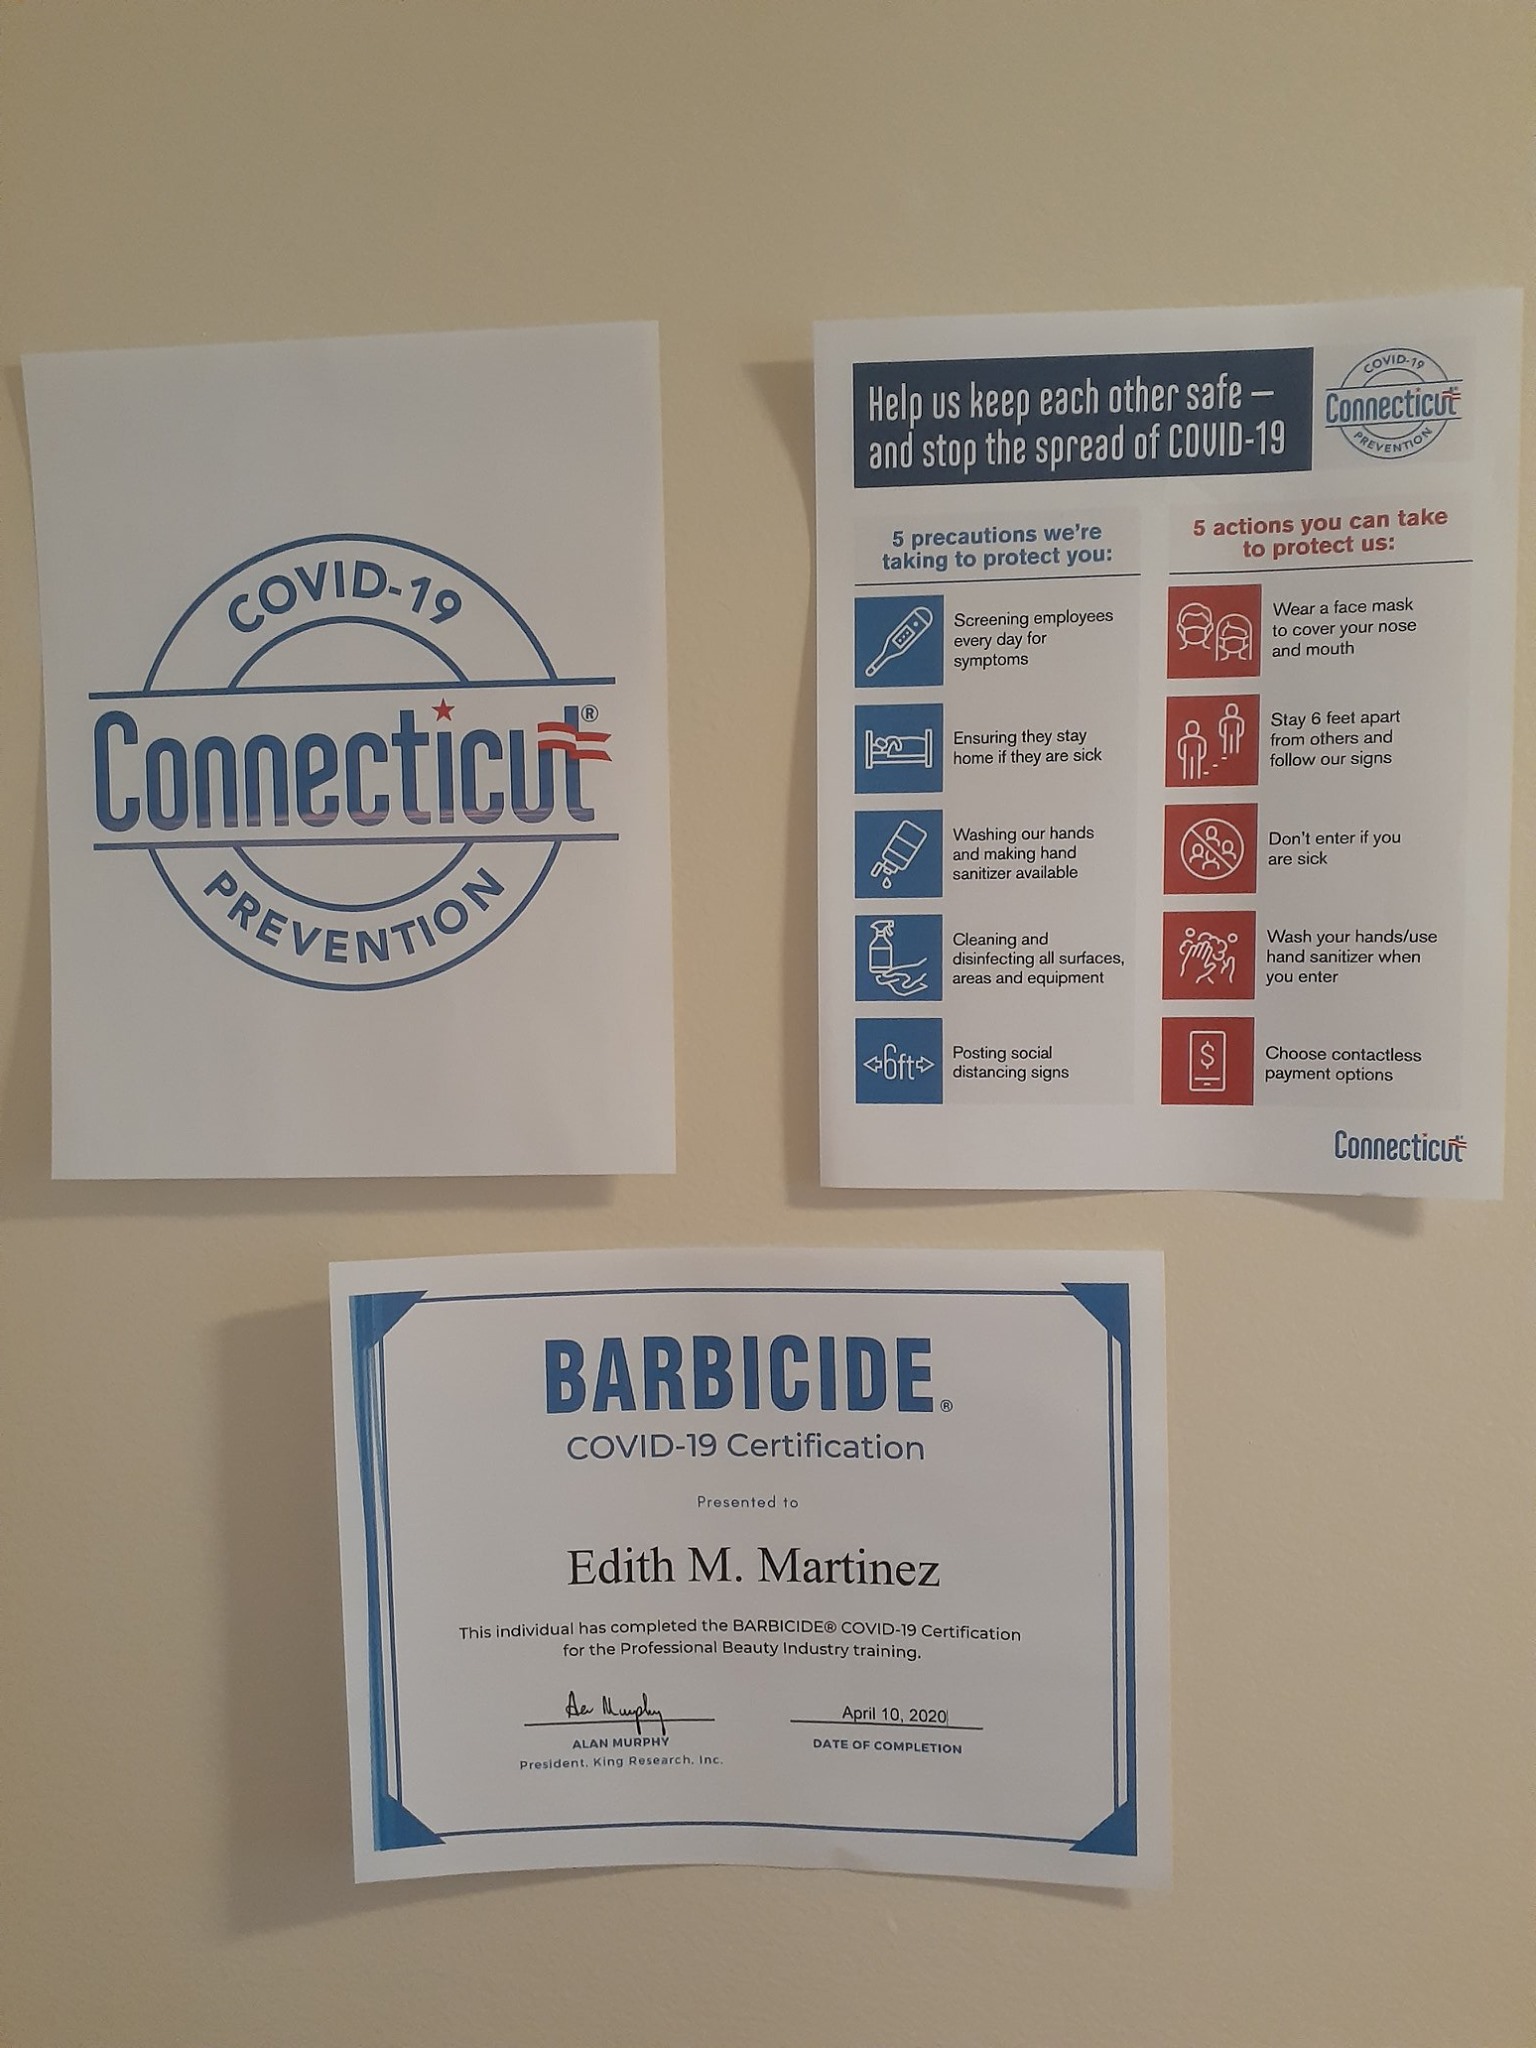 COVID-19
Connecticut®
PREVENTION
Help us keep each other safe –
and stop the spread of COVID-19
COVID-19
Connecticut
PREVENTION
5 precautions we're
taking to protect you:
Screening employees
every day for
symptoms
Ensuring they stay
home if they are sick
Washing our hands
and making hand
sanitizer available
Cleaning and
disinfecting all surfaces,
areas and equipment
6ft
Posting social
distancing signs
5 actions you can take
to protect us:
Wear a face mask
to cover your nose
and mouth
Stay 6 feet apart
from others and
follow our signs
Don't enter if you
are sick
Wash your hands/use
hand sanitizer when
you enter
$
Choose contactless
payment options
Connecticut
BARBICIDE®
COVID-19 Certification
Presented to
Edith M. Martinez
This individual has completed the BARBICIDE® COVID-19 Certification
for the Professional Beauty Industry training.
Alan Murphy
ALAN MURPHY
President, King Research, Inc.
April 10, 2020
DATE OF COMPLETION